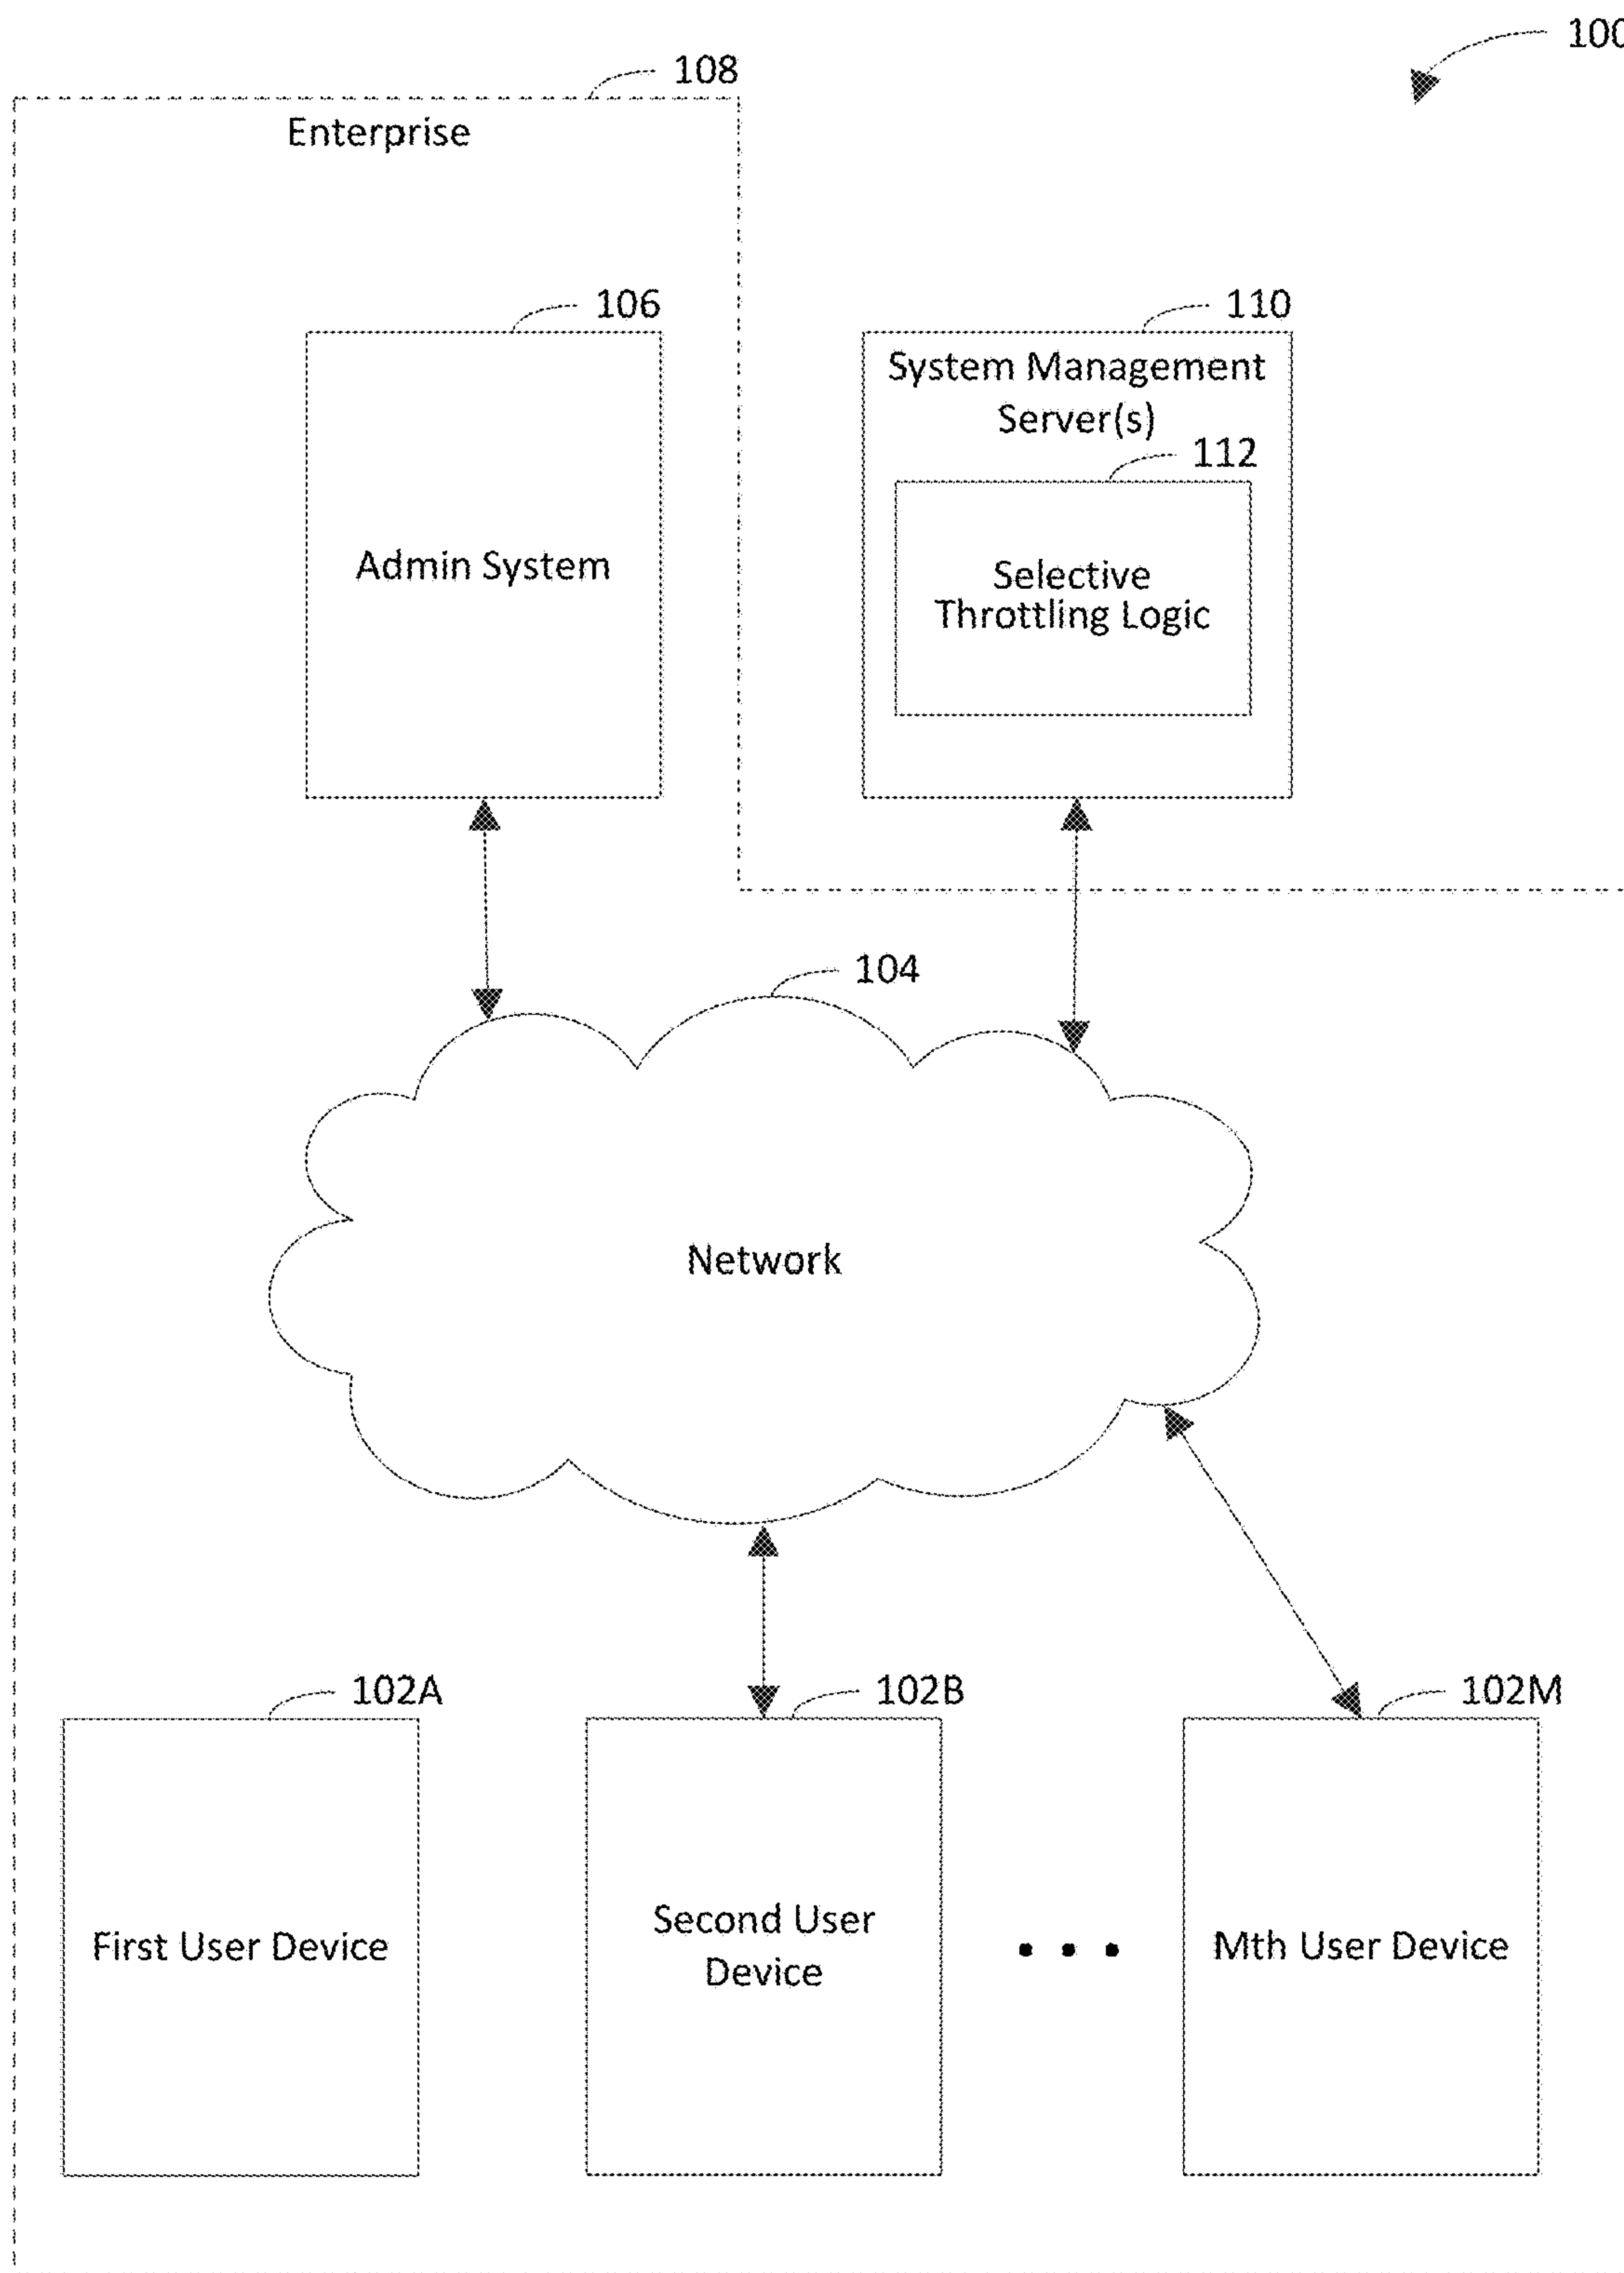 100
108
Enterprise
106
110
System Management
Server(s)
112
Admin System
Selective
Throttling Logic
104
Network
102A
102B
102M
First User Device
Second User
Device
Mth User Device